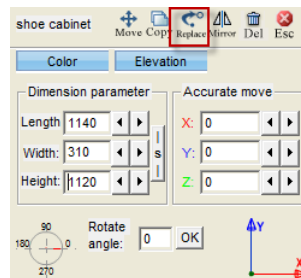 shoe cabinet
Move Copy Replace Mirror Del Esc
Color Elevation
Dimension parameter Accurate move
Length 1140 X: 0
Width: 310 s Y: 0
Height: 1120 Z: 0
90 Rotate Y
180 0 angle: 0 OK
270 X